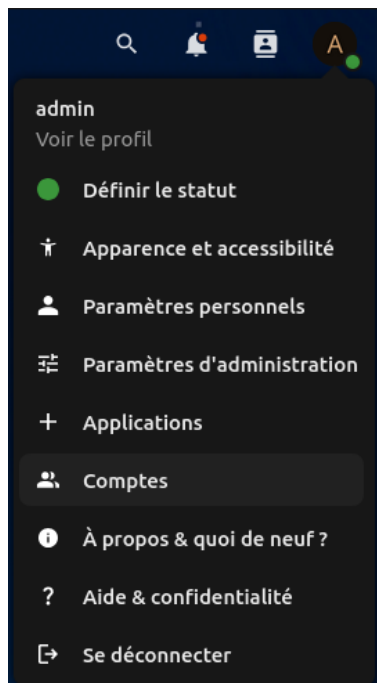 A
admin
Voir le profil
Définir le statut
Apparence et accessibilité
Paramètres personnels
Paramètres d'administration
Applications
Comptes
À propos & quoi de neuf ?
Aide & confidentialité
Se déconnecter